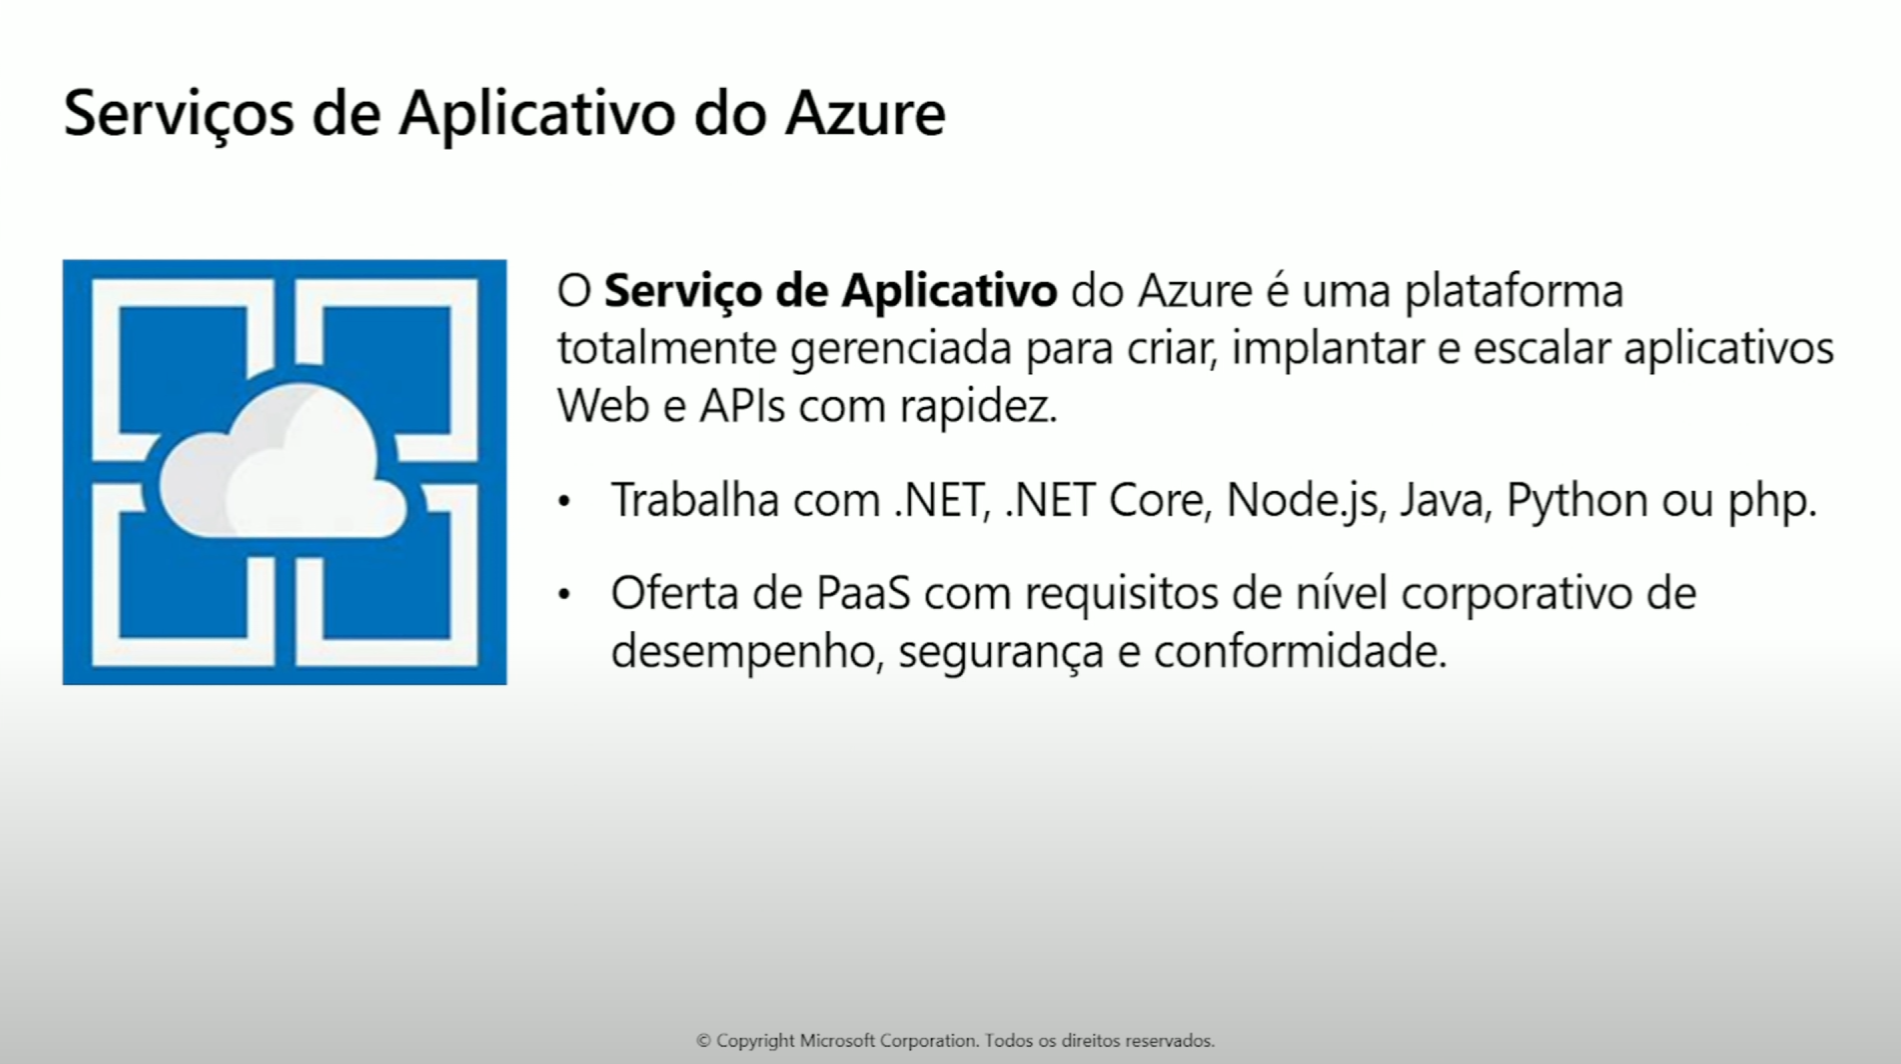 Serviços de Aplicativo do Azure
O Serviço de Aplicativo do Azure é uma plataforma
totalmente gerenciada para criar, implantar e escalar aplicativos
Web e APIs com rapidez.
• Trabalha com .NET, .NET Core, Node.js, Java, Python ou php.
• Oferta de PaaS com requisitos de nível corporativo de
desempenho, segurança e conformidade.
© Copyright Microsoft Corporation. Todos os direitos reservados.